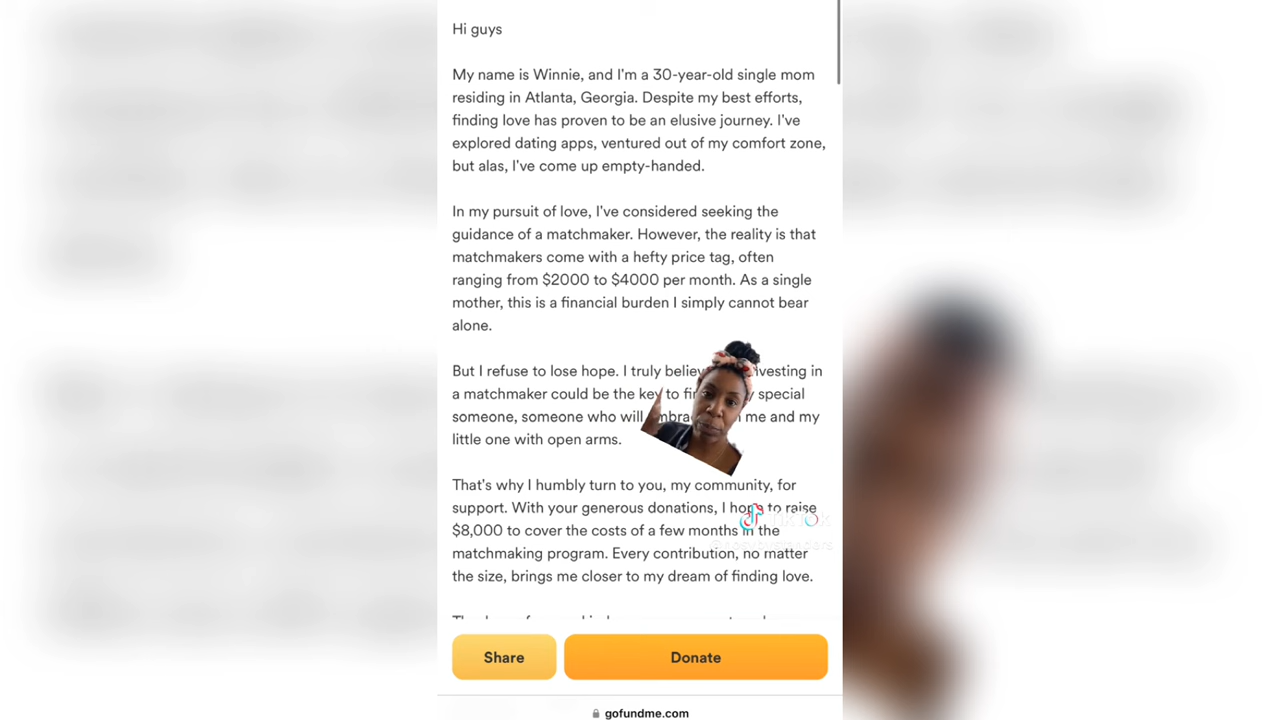 Hi guys
My name is Winnie, and I'm a 30-year-old single mom
residing in Atlanta, Georgia. Despite my best efforts,
finding love has proven to be an elusive journey. I've
explored dating apps, ventured out of my comfort zone,
but alas, I've come up empty-handed.
In my pursuit of love, I've considered seeking the
guidance of a matchmaker. However, the reality is that
matchmakers come with a hefty price tag, often
ranging from $2000 to $4000 per month. As a single
mother, this is a financial burden I simply cannot bear
alone.
But I refuse to lose hope. I truly in
a matchmaker could be the key to special
someone, someone who will me and my
little one with open arms.
That's why I humbly turn to you, my community, for
support. With your generous donations, I hope to raise
$8,000 to cover the costs of a few months in the
matchmaking program. Every contribution, no matter
the size, brings me closer to my dream of finding love.
TikTok
Share
Donate
gofundme.com